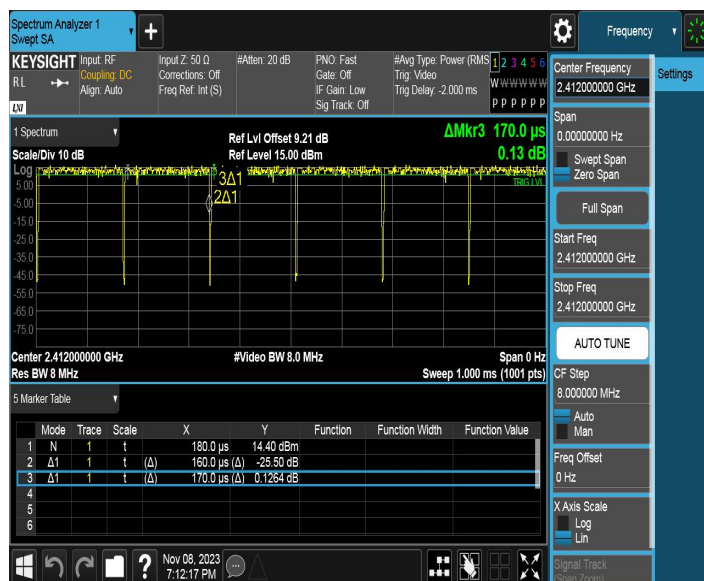 Spectrum Analyzer 1
Swept SA
Frequency
KEYSIGHT
RL
LXI
Input: RF
Coupling: DC
Align: Auto
Input Z: 50 Ω
Corrections: Off
Freq Ref: Int (S)
#Atten: 20 dB
PNO: Fast
Gate: Off
IF Gain: Low
Sig Track: Off
#Avg Type: Power (RMS
Trig: Video
Trig Delay: -2.000 ms
1 2 3 4 5 6
W W W W W W
P P P P P P
1 Spectrum
Scale/Div 10 dB
Ref Lvl Offset 9.21 dB
Ref Level 15.00 dBm
ΔMkr3 170.0 µs
0.13 dB
Log
5.00
-5.00
-15.0
-25.0
-35.0
-45.0
-55.0
-65.0
-75.0
3Δ1
2Δ1
TRIG LVL
Center 2.412000000 GHz
#Video BW 8.0 MHz
Span 0 Hz
Res BW 8 MHz
Sweep 1.000 ms (1001 pts)
5 Marker Table
Mode Trace Scale X Y Function Function Width Function Value
1 N 1 t 180.0 µs 14.40 dBm
2 Δ1 1 t (Δ) 160.0 µs (Δ) -25.50 dB
3 Δ1 1 t (Δ) 170.0 µs (Δ) 0.1264 dB
4
5
6
?
Nov 08, 2023
7:12:17 PM
Center Frequency
2.412000000 GHz
Settings
Span
0.00000000 Hz
Swept Span
Zero Span
Full Span
Start Freq
2.412000000 GHz
Stop Freq
2.412000000 GHz
AUTO TUNE
CF Step
8.000000 MHz
Auto
Man
Freq Offset
0 Hz
X Axis Scale
Log
Lin
Signal Track
(Span Zoom)